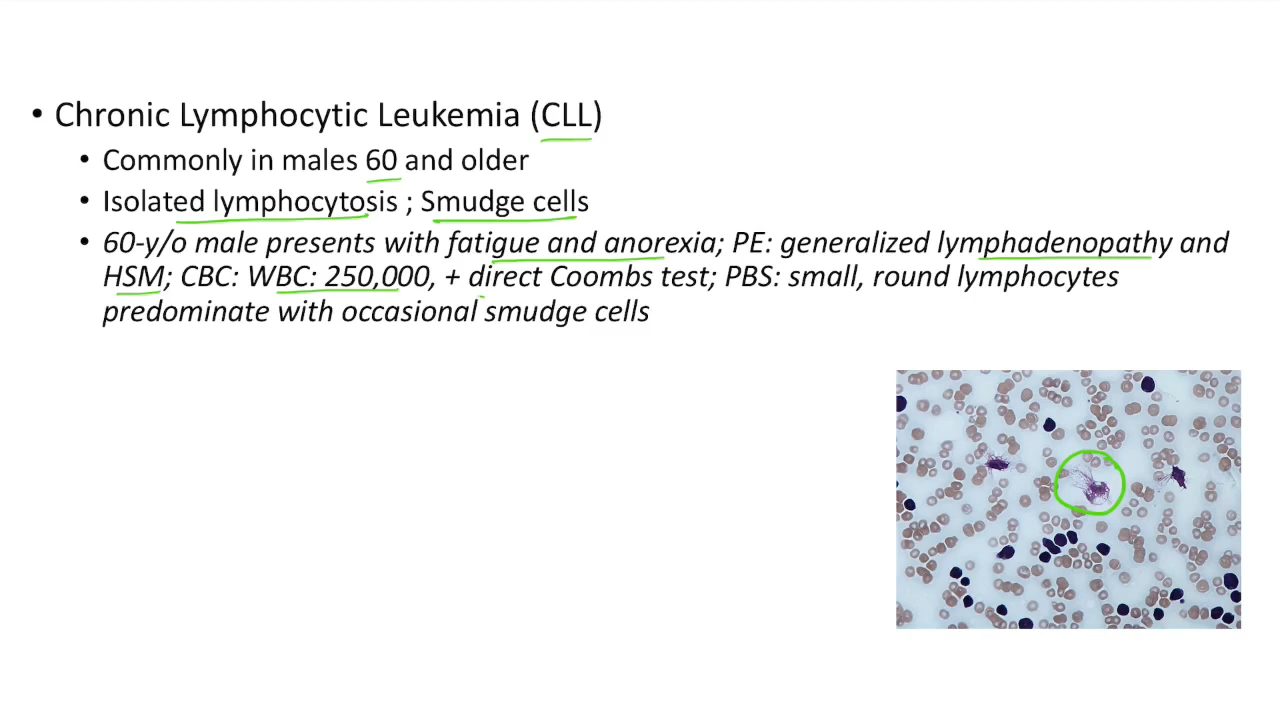 • Chronic Lymphocytic Leukemia (CLL)
• Commonly in males 60 and older
• Isolated lymphocytosis ; Smudge cells
• 60-y/o male presents with fatigue and anorexia; PE: generalized lymphadenopathy and
HSM; CBC: WBC: 250,000, + direct Coombs test; PBS: small, round lymphocytes
predominate with occasional smudge cells